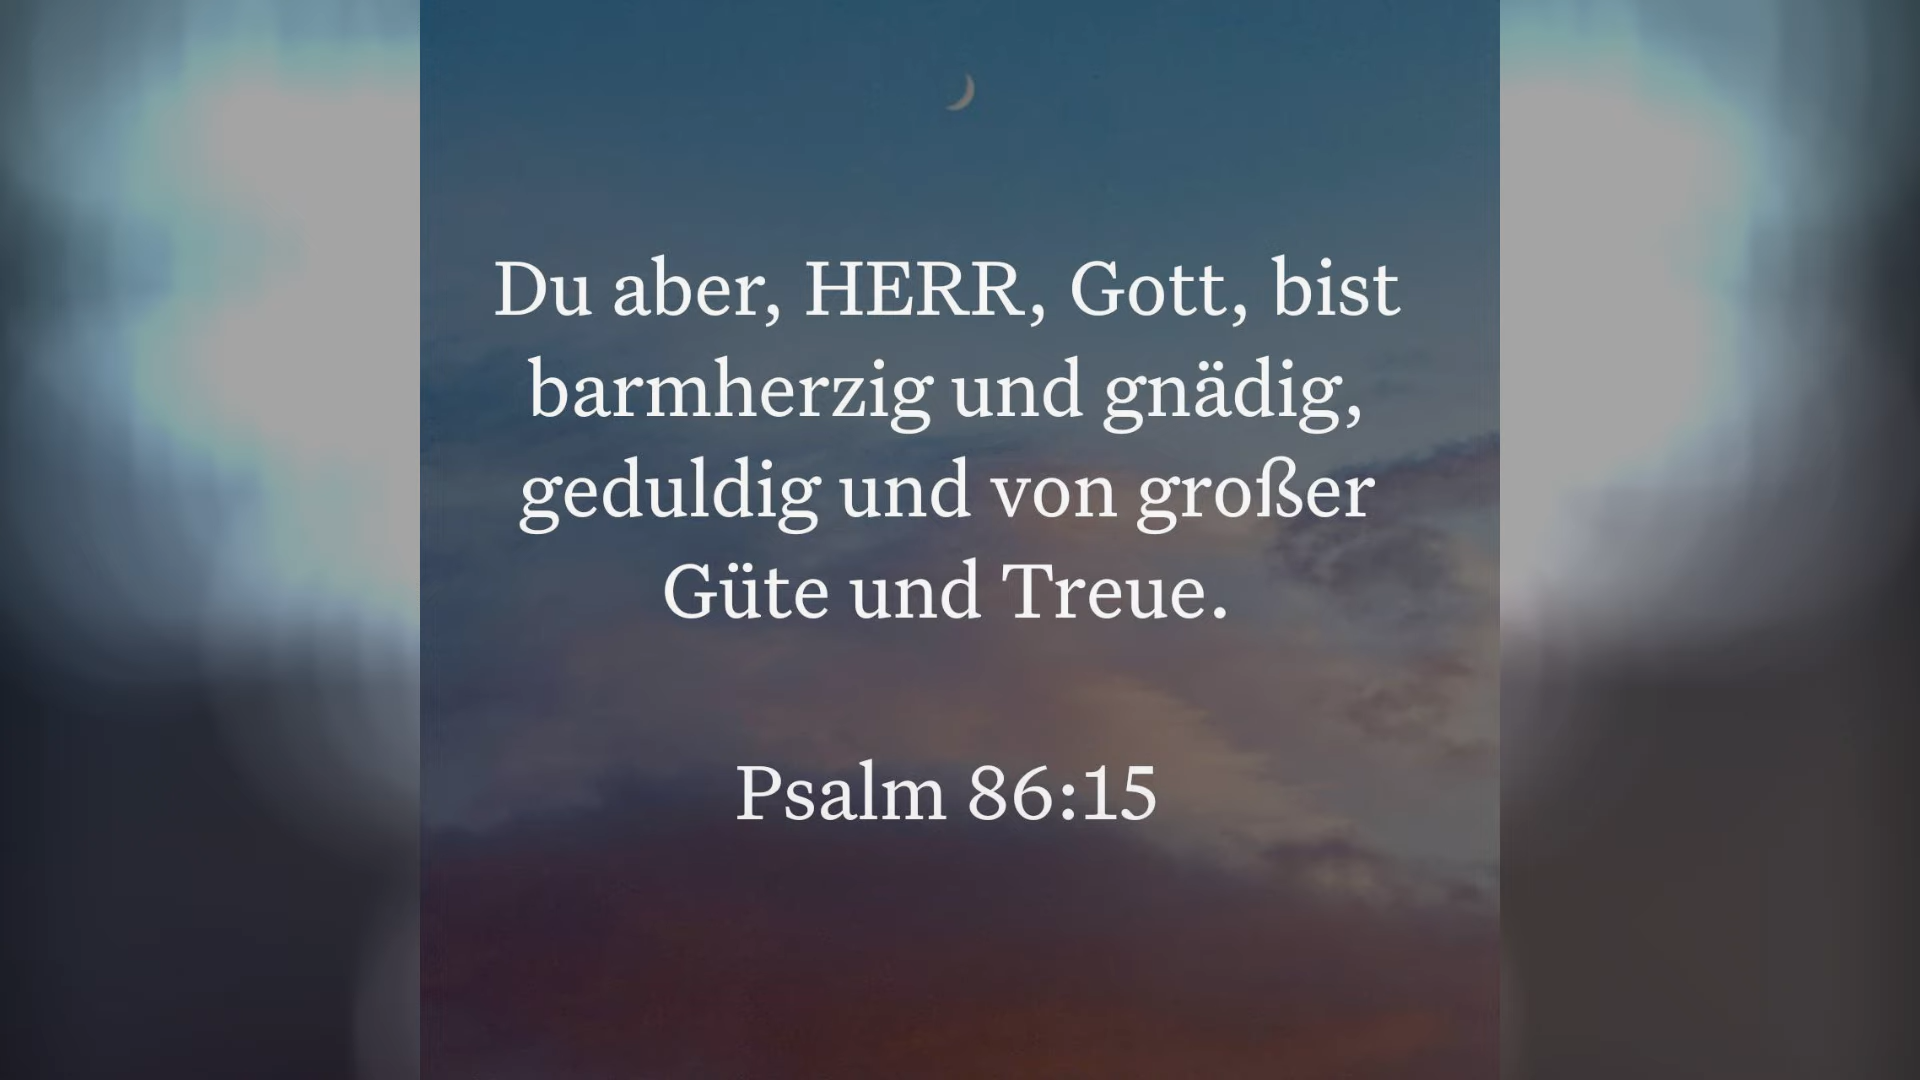 Du aber, HERR, Gott, bist
barmherzig und gnädig,
geduldig und von großer
Güte und Treue.
Psalm 86:15